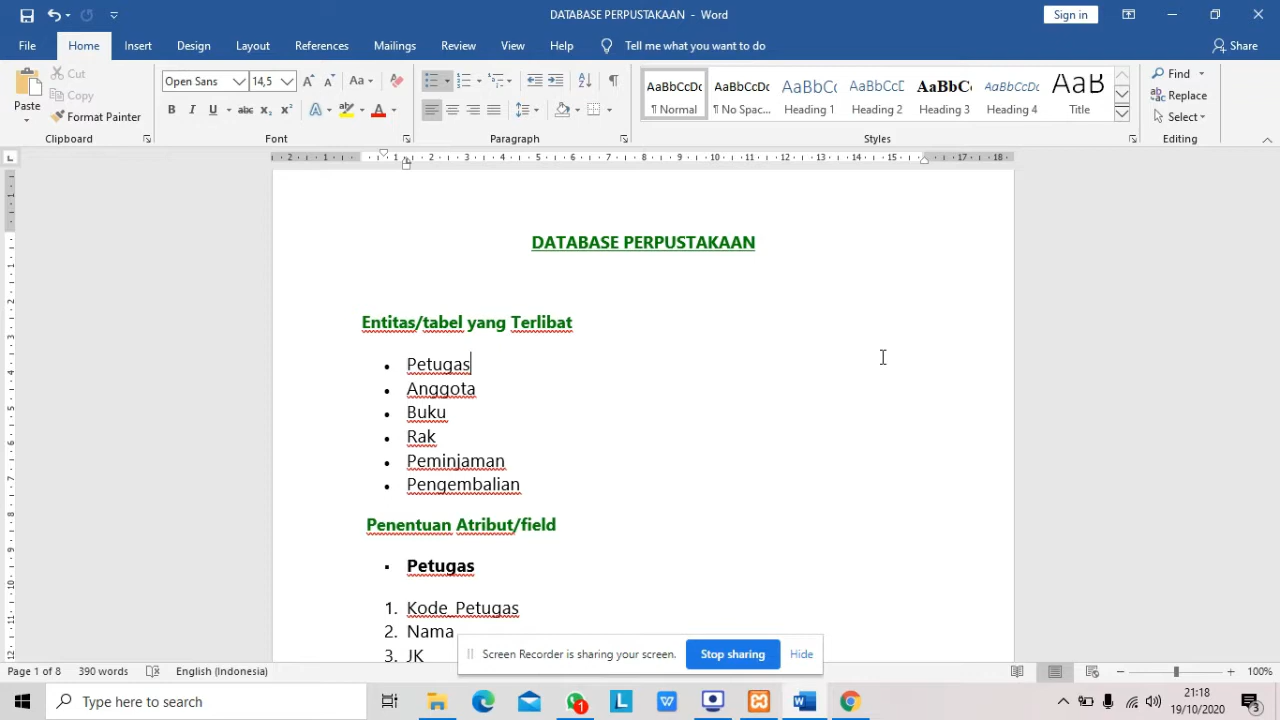 DATABASE PERPUSTAKAAN - Word
Sign in
File Home Insert Design Layout References Mailings Review View Help Tell me what you want to do Share
Paste
Cut
Copy
Format Painter
Clipboard
Open Sans 14,5
Font
Paragraph
AaBbCcDc AaBbCcDc AaBbCc AaBbCcD AaBbC AaBbCcDc AaB
¶ Normal ¶ No Spac... Heading 1 Heading 2 Heading 3 Heading 4 Title
Styles
Find
Replace
Select
Editing
DATABASE PERPUSTAKAAN
Entitas/tabel yang Terlibat
• Petugas
• Anggota
• Buku
• Rak
• Peminjaman
• Pengembalian
Penentuan Atribut/field
▪ Petugas
1. Kode_Petugas
2. Nama
3. JK
Screen Recorder is sharing your screen. Stop sharing Hide
Page 1 of 8 390 words English (Indonesia) 100%
Type here to search
21:18
19/10/2020